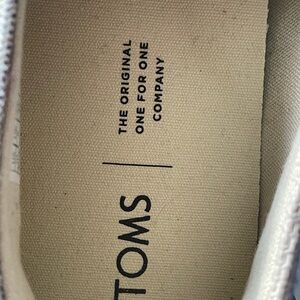 TOMS
THE ORIGINAL
ONE FOR ONE
COMPANY